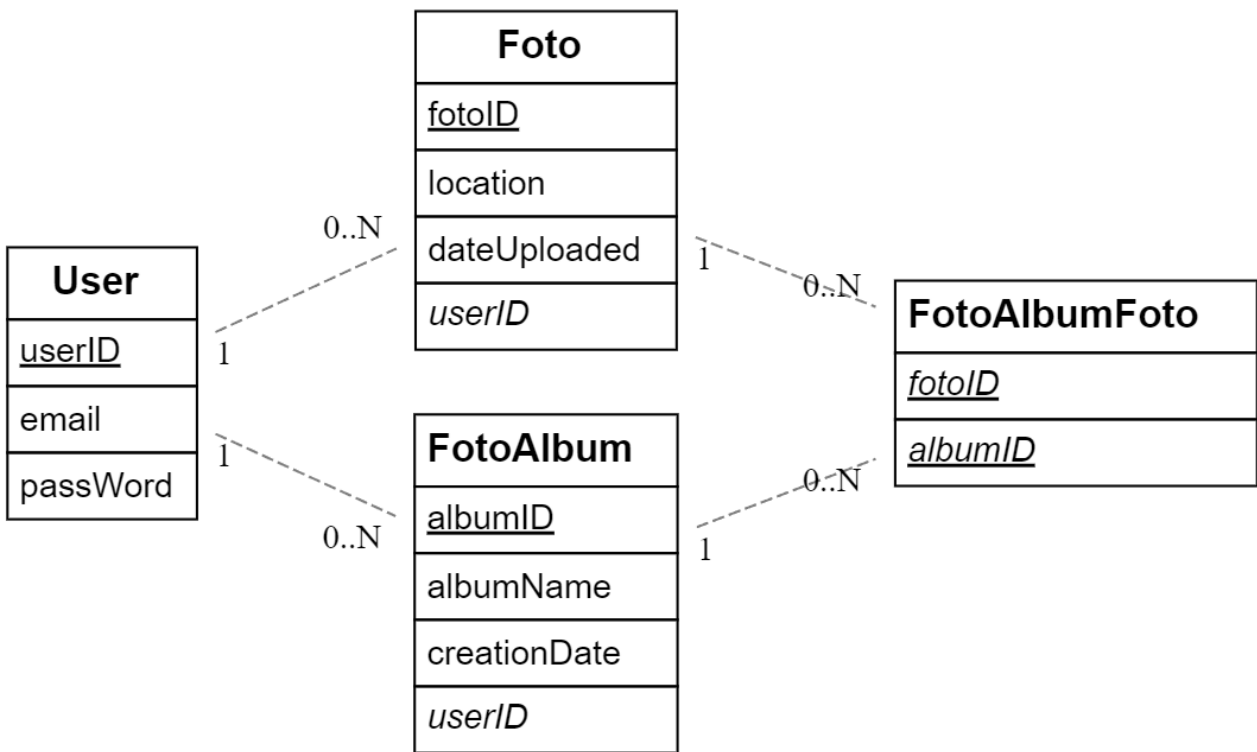 Foto
fotoID
location
dateUploaded
userID
0..N
1
User
userID
email
passWord
1
1
0..N
FotoAlbum
albumID
albumName
creationDate
userID
0..N
1
0..N
FotoAlbumFoto
fotoID
albumID